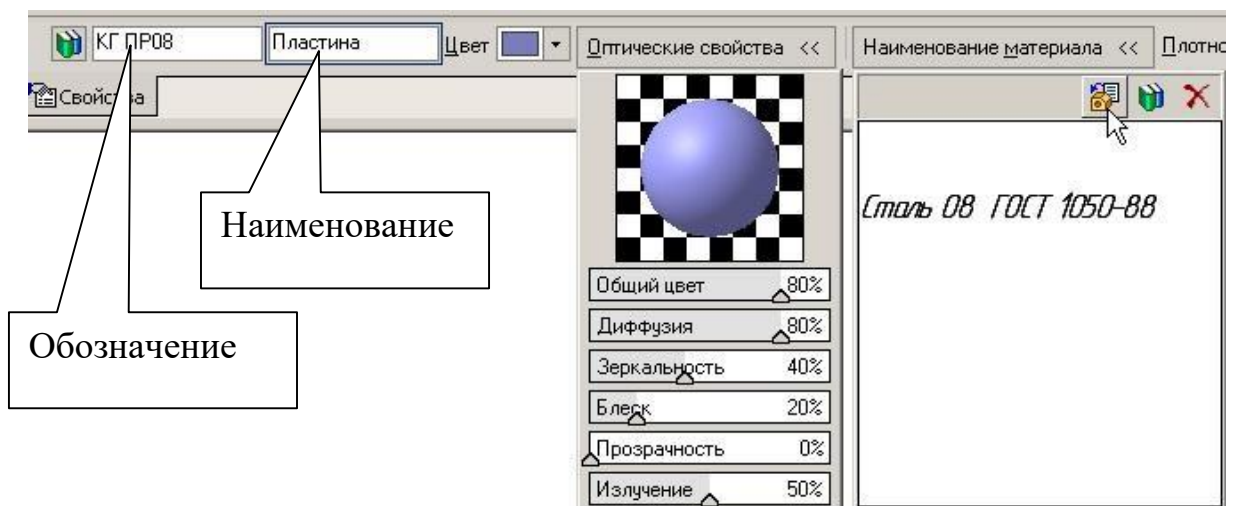 КГ ПР08 Пластина Цвет Оптические свойства << Наименование материала << Плотно
Свойства
Сталь 08 ГОСТ 1050-88
Наименование
Обозначение
Общий цвет 80%
Диффузия 80%
Зеркальность 40%
Блеск 20%
Прозрачность 0%
Излучение 50%